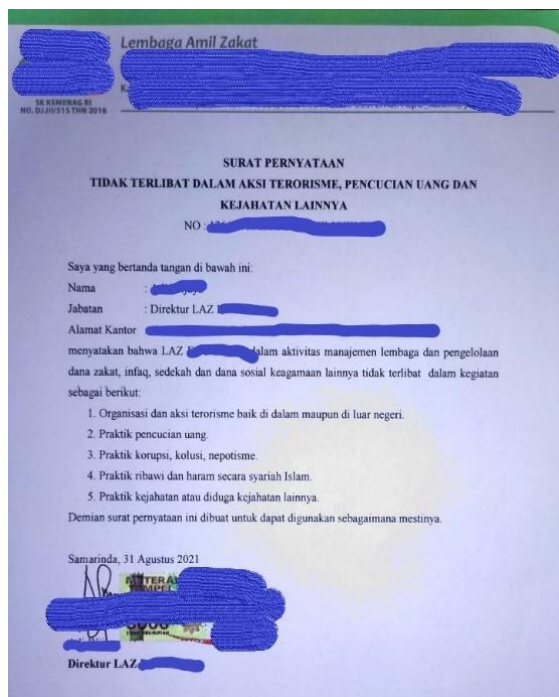 Lembaga Amil Zakat
SK KEMENAG RI
NO. DJ.III/515 THN 2016
SURAT PERNYATAAN
TIDAK TERLIBAT DALAM AKSI TERORISME, PENCUCIAN UANG DAN
KEJAHATAN LAINNYA
NO :
Saya yang bertanda tangan di bawah ini:
Nama :
Jabatan : Direktur LAZ
Alamat Kantor
menyatakan bahwa LAZ dalam aktivitas manajemen lembaga dan pengelolaan
dana zakat, infaq, sedekah dan dana sosial keagamaan lainnya tidak terlibat dalam kegiatan
sebagai berikut:
1. Organisasi dan aksi terorisme baik di dalam maupun di luar negeri.
2. Praktik pencucian uang.
3. Praktik korupsi, kolusi, nepotisme.
4. Praktik ribawi dan haram secara syariah Islam.
5. Praktik kejahatan atau diduga kejahatan lainnya.
Demian surat pernyataan ini dibuat untuk dapat digunakan sebagaimana mestinya.
Samarinda, 31 Agustus 2021
METERAI
TEMPEL
Direktur LAZ